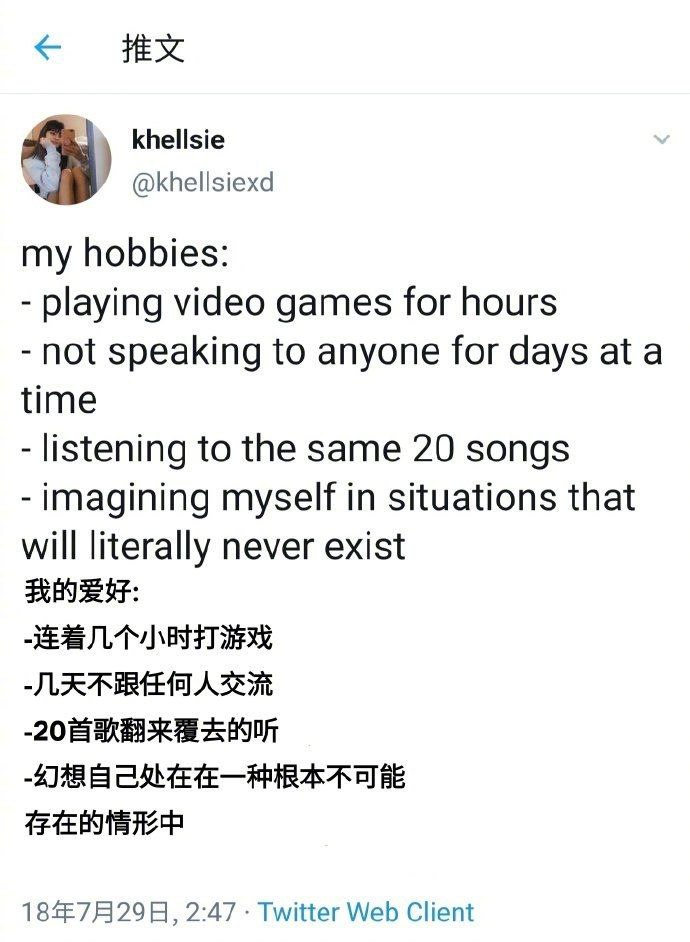 推文
khellsie
@khellsiexd
my hobbies:
- playing video games for hours
- not speaking to anyone for days at a
time
- listening to the same 20 songs
- imagining myself in situations that
will literally never exist
我的爱好:
-连着几个小时打游戏
-几天不跟任何人交流
-20首歌翻来覆去的听
-幻想自己处在在一种根本不可能
存在的情形中
18年7月29日, 2:47 · Twitter Web Client